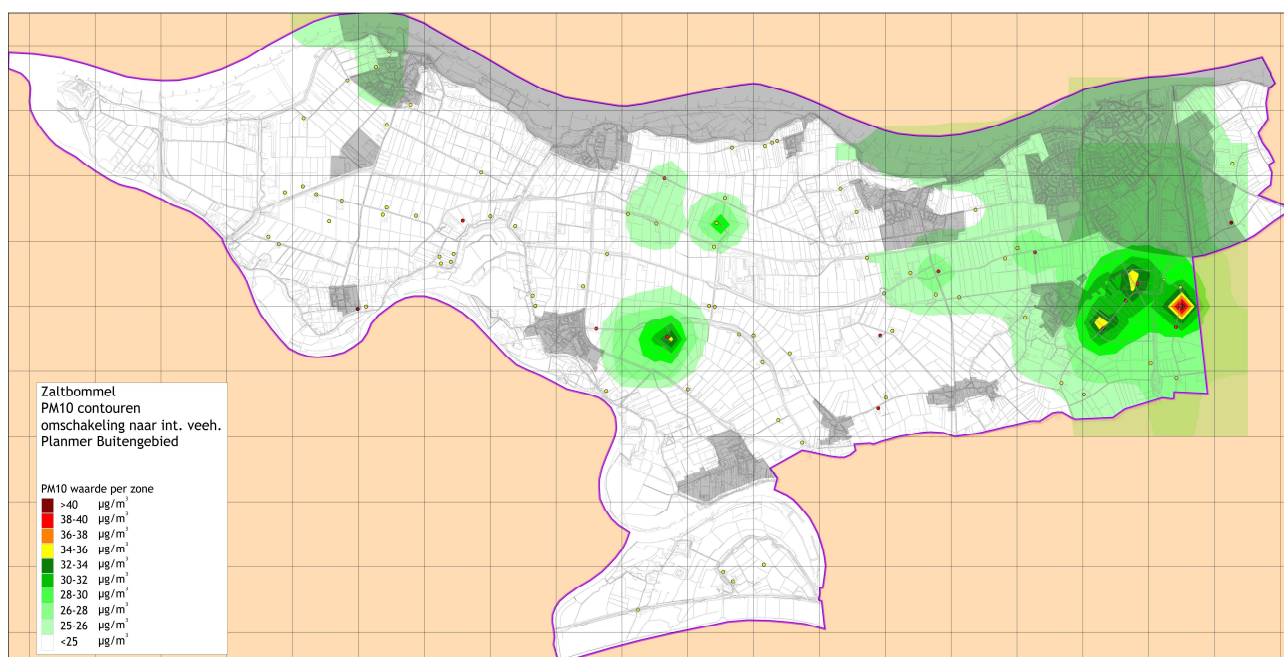 Zaltbommel
PM10 contouren
omschakeling naar int. veeh.
Planmer Buitengebied
PM10 waarde per zone
>40 µg/m³
38-40 µg/m³
36-38 µg/m³
34-36 µg/m³
32-34 µg/m³
30-32 µg/m³
28-30 µg/m³
26-28 µg/m³
25-26 µg/m³
<25 µg/m³